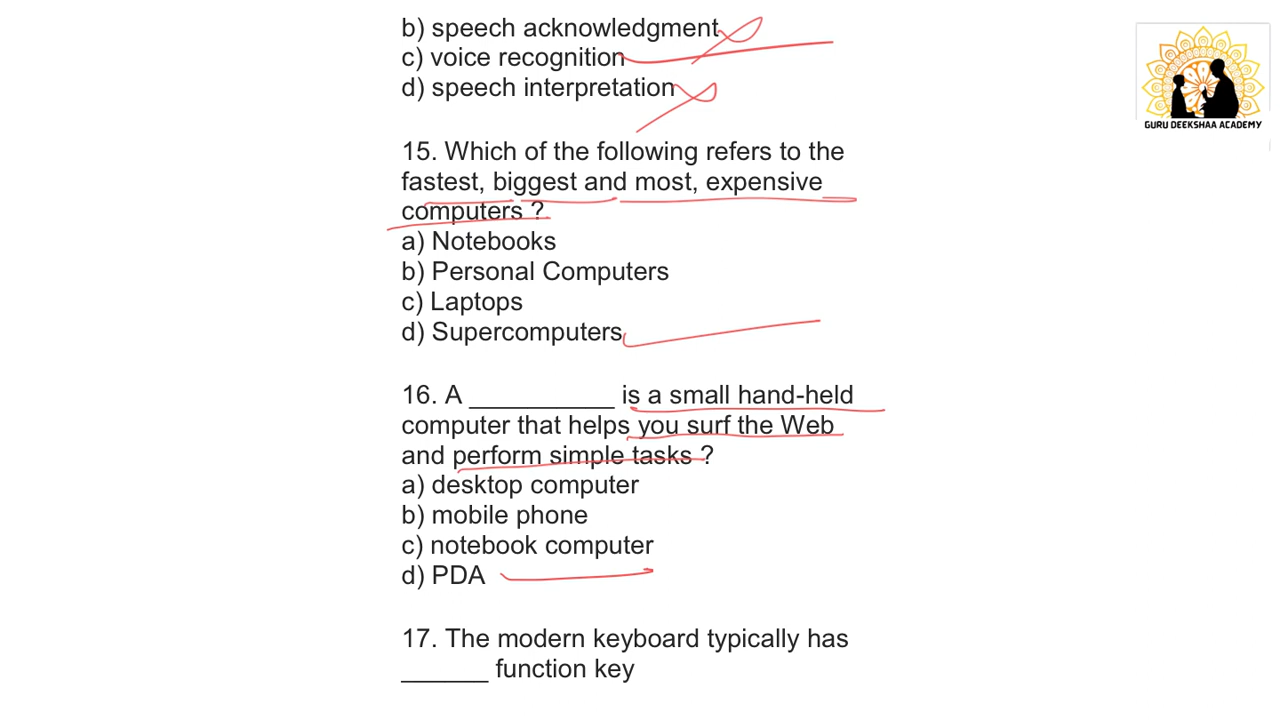 b) speech acknowledgment
c) voice recognition
d) speech interpretation
15. Which of the following refers to the
fastest, biggest and most, expensive
computers ?
a) Notebooks
b) Personal Computers
c) Laptops
d) Supercomputers
16. A __________ is a small hand-held
computer that helps you surf the Web
and perform simple tasks ?
a) desktop computer
b) mobile phone
c) notebook computer
d) PDA
17. The modern keyboard typically has
______ function key
GURU DEEKSHAA ACADEMY